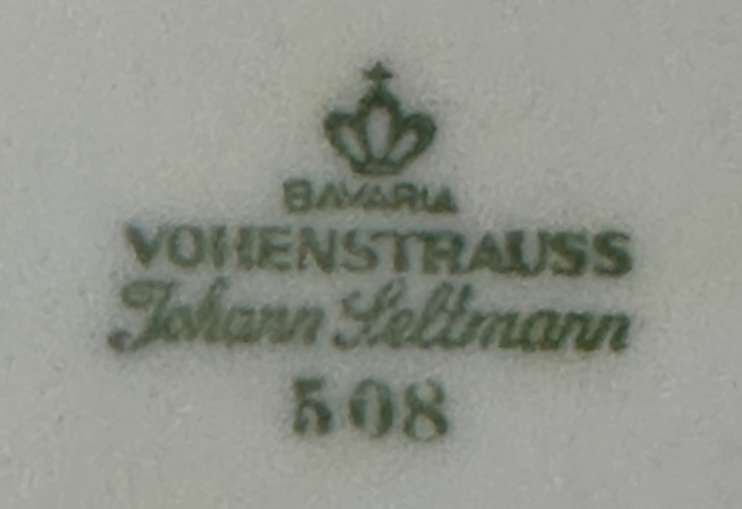 BAVARIA
VOHENSTRAUSS
Johann Seltmann
508